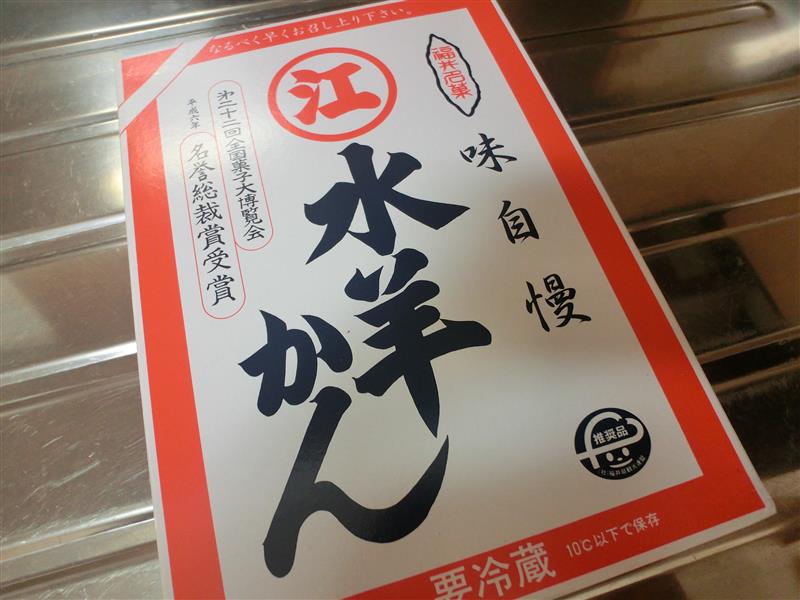 なるべく早くお召し上り下さい。
福井名菓
味自慢
江
水羊かん
第二十二回全国菓子大博覧会
平成六年
名誉総裁賞受賞
推奨品
要冷蔵
10℃以下で保存